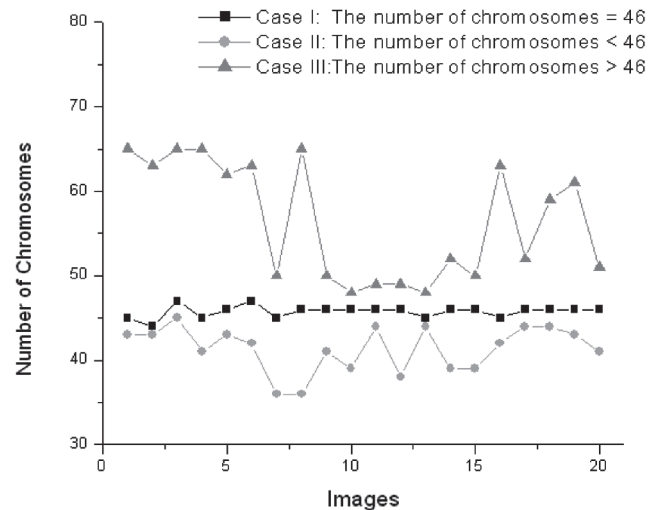 Case I: The number of chromosomes = 46
Case II: The number of chromosomes < 46
Case III:The number of chromosomes > 46
80
70
60
50
40
30
Number of Chromosomes
0
5
10
15
20
Images